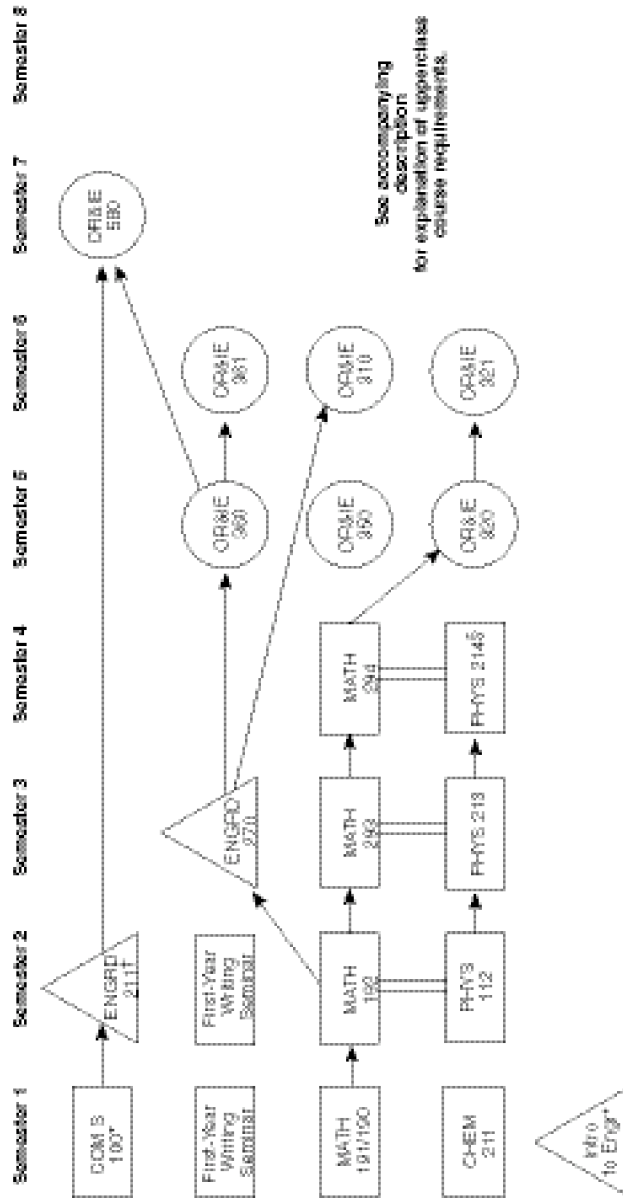 Semester 1
Semester 2
Semester 3
Semester 4
Semester 5
Semester 6
Semester 7
Semester 8
COM S
100*
ENGRD
211†
OR&IE
580
First-Year
Writing
Seminar
First-Year
Writing
Seminar
ENGRD
270
OR&IE
360
OR&IE
361
MATH
191/190
MATH
192
MATH
293
MATH
294
OR&IE
350
OR&IE
310
CHEM
211
PHYS
112
PHYS 213
PHYS 214§
OR&IE
320
OR&IE
321
Intro
to Engr*
See accompanying
description
for explanation of upperclass
course requirements.